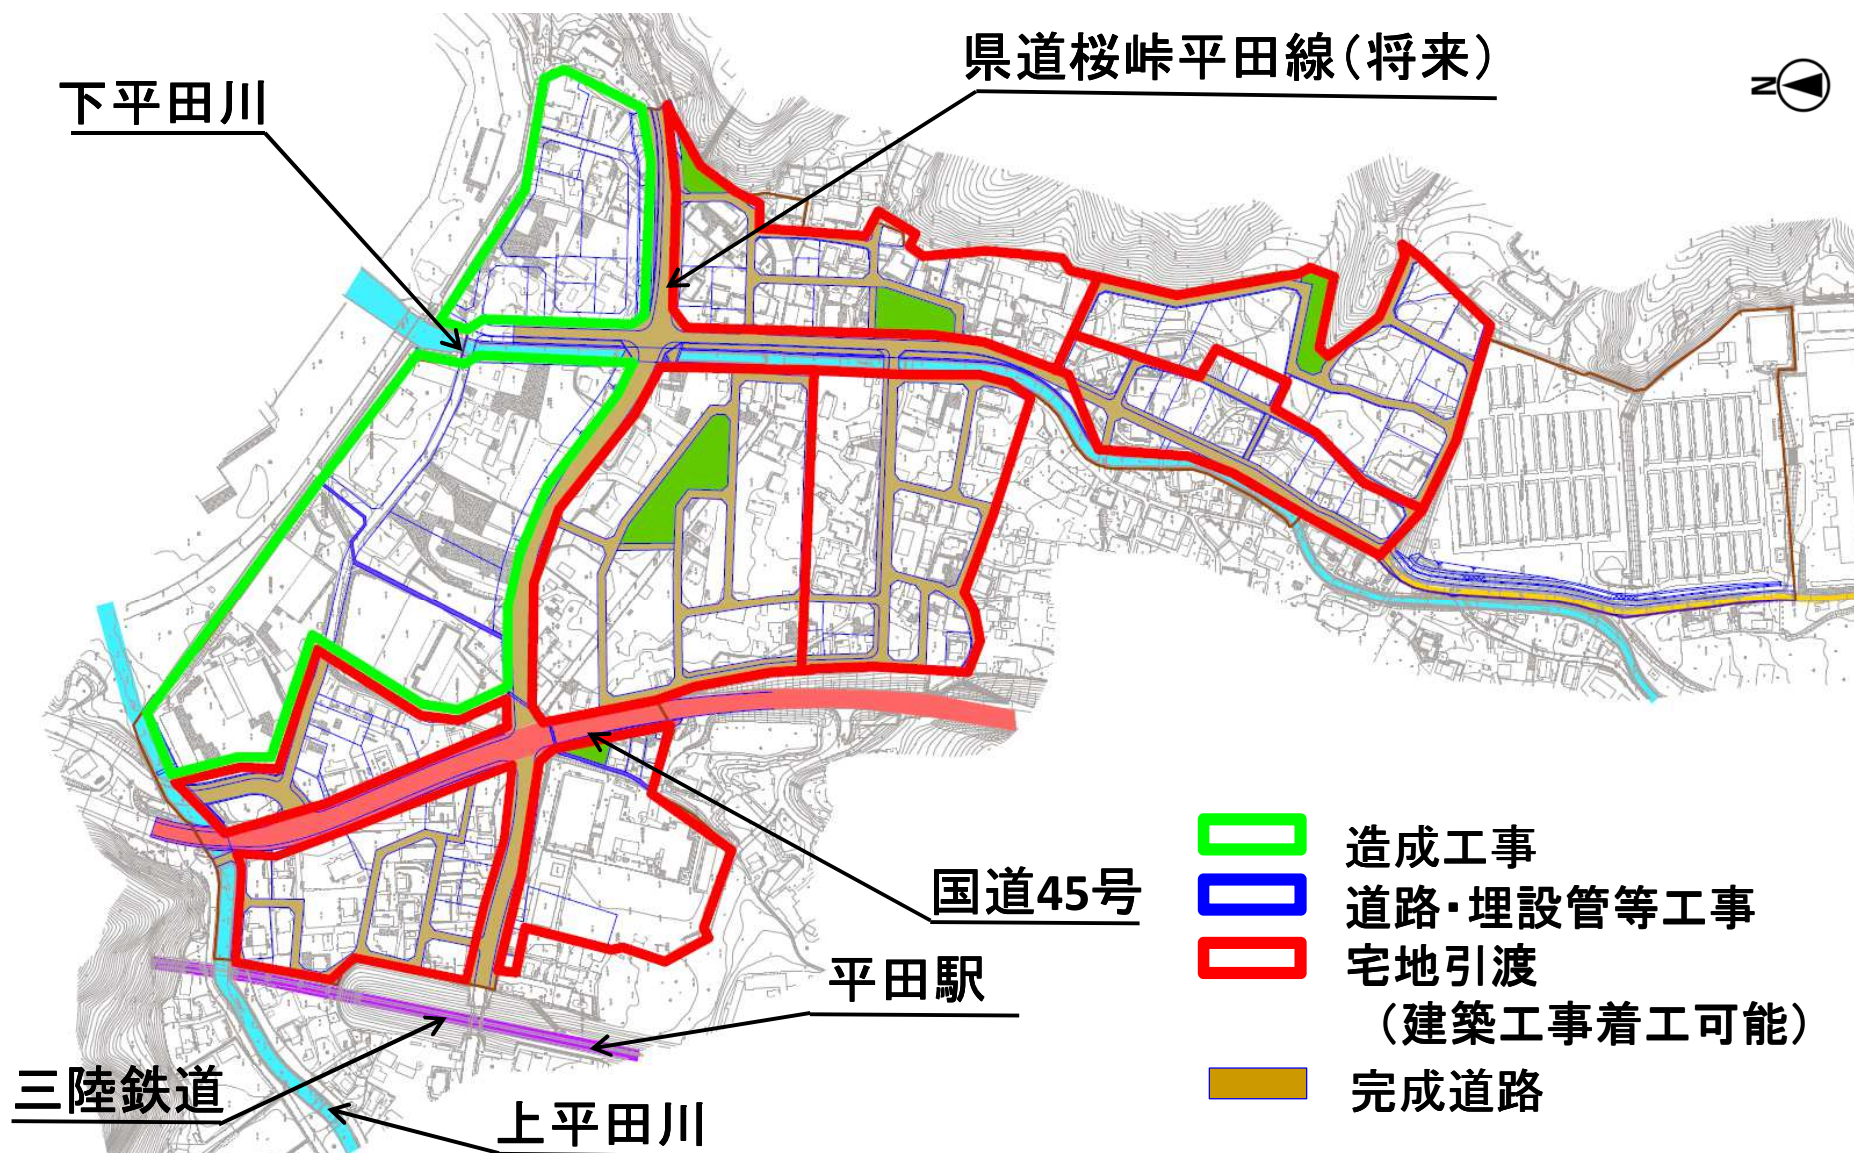 県道桜峠平田線(将来)
下平田川
N
国道45号
平田駅
三陸鉄道
上平田川
造成工事
道路・埋設管等工事
宅地引渡
(建築工事着工可能)
完成道路